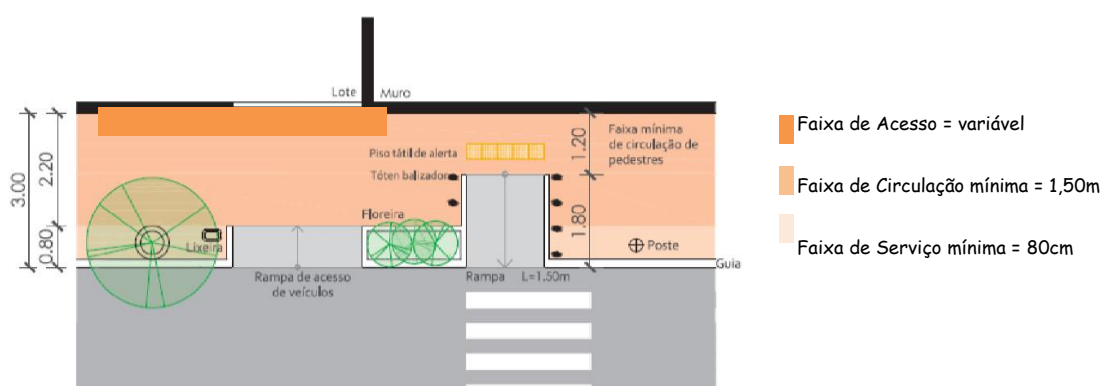 Lote
Muro
Piso tátil de alerta
Tóten balizador
Floreira
Lixeira
Rampa de acesso
de veículos
Rampa L=1.50m
Faixa mínima
de circulação de
pedestres
Poste
Guia
3.00
2.20
0.80
1.20
1.80
Faixa de Acesso = variável
Faixa de Circulação mínima = 1,50m
Faixa de Serviço mínima = 80cm